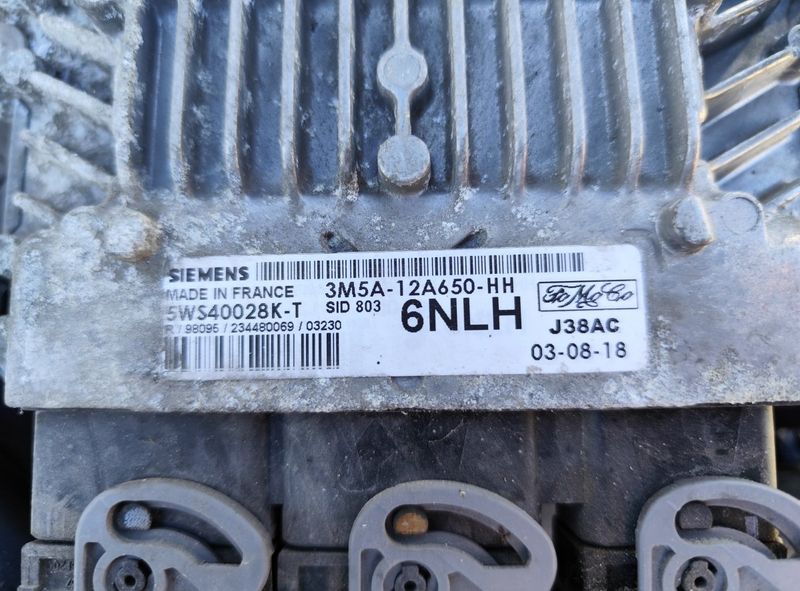 SIEMENS
MADE IN FRANCE 3M5A-12A650-HH FoMoCo
5WS40028K-T SID 803 6NLH J38AC
R / 98095 / 234480069 / 03230 03-08-18